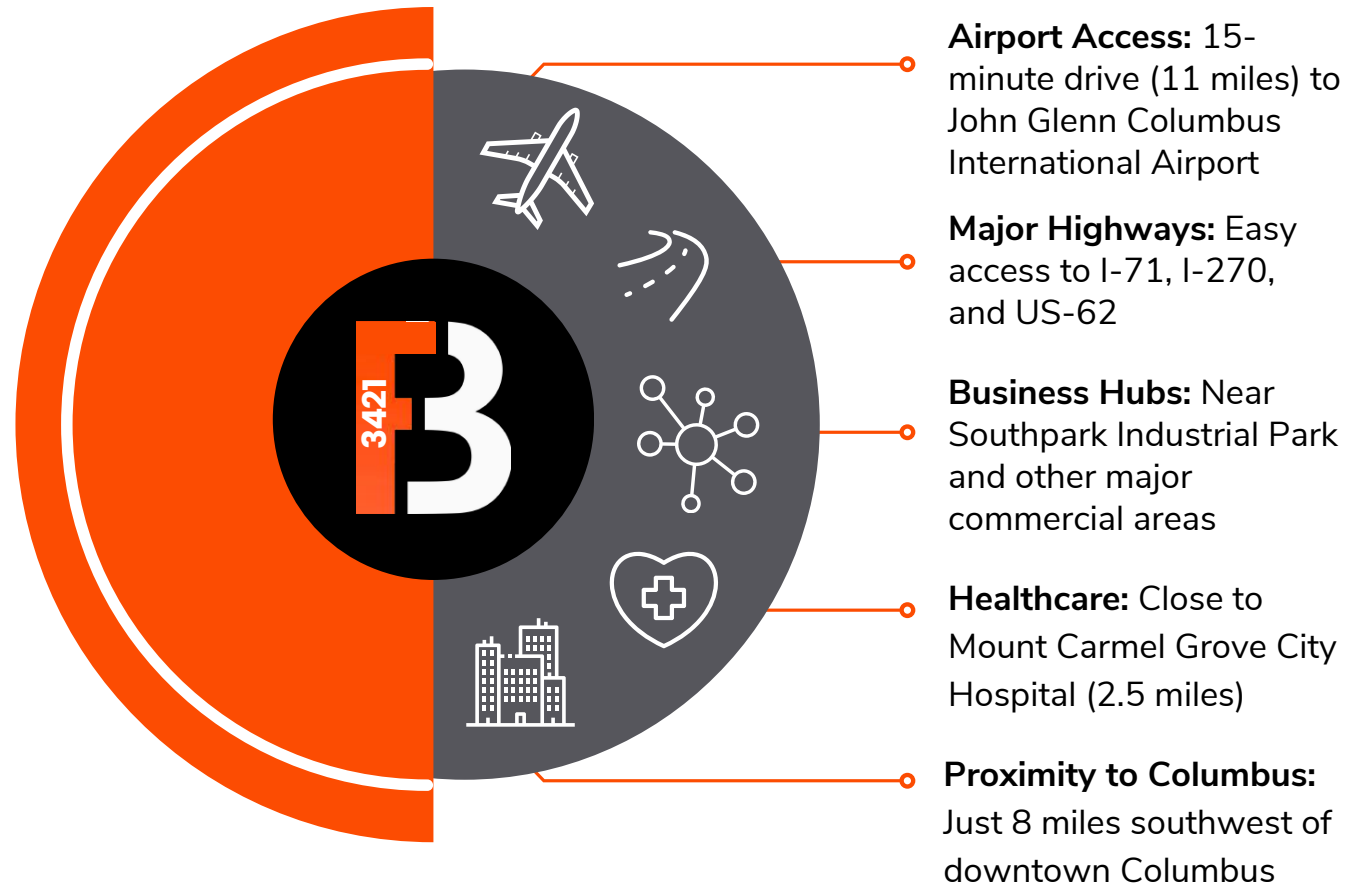 Airport Access: 15-
minute drive (11 miles) to
John Glenn Columbus
International Airport
Major Highways: Easy
access to I-71, I-270,
and US-62
Business Hubs: Near
Southpark Industrial Park
and other major
commercial areas
Healthcare: Close to
Mount Carmel Grove City
Hospital (2.5 miles)
Proximity to Columbus:
Just 8 miles southwest of
downtown Columbus
3421
FB